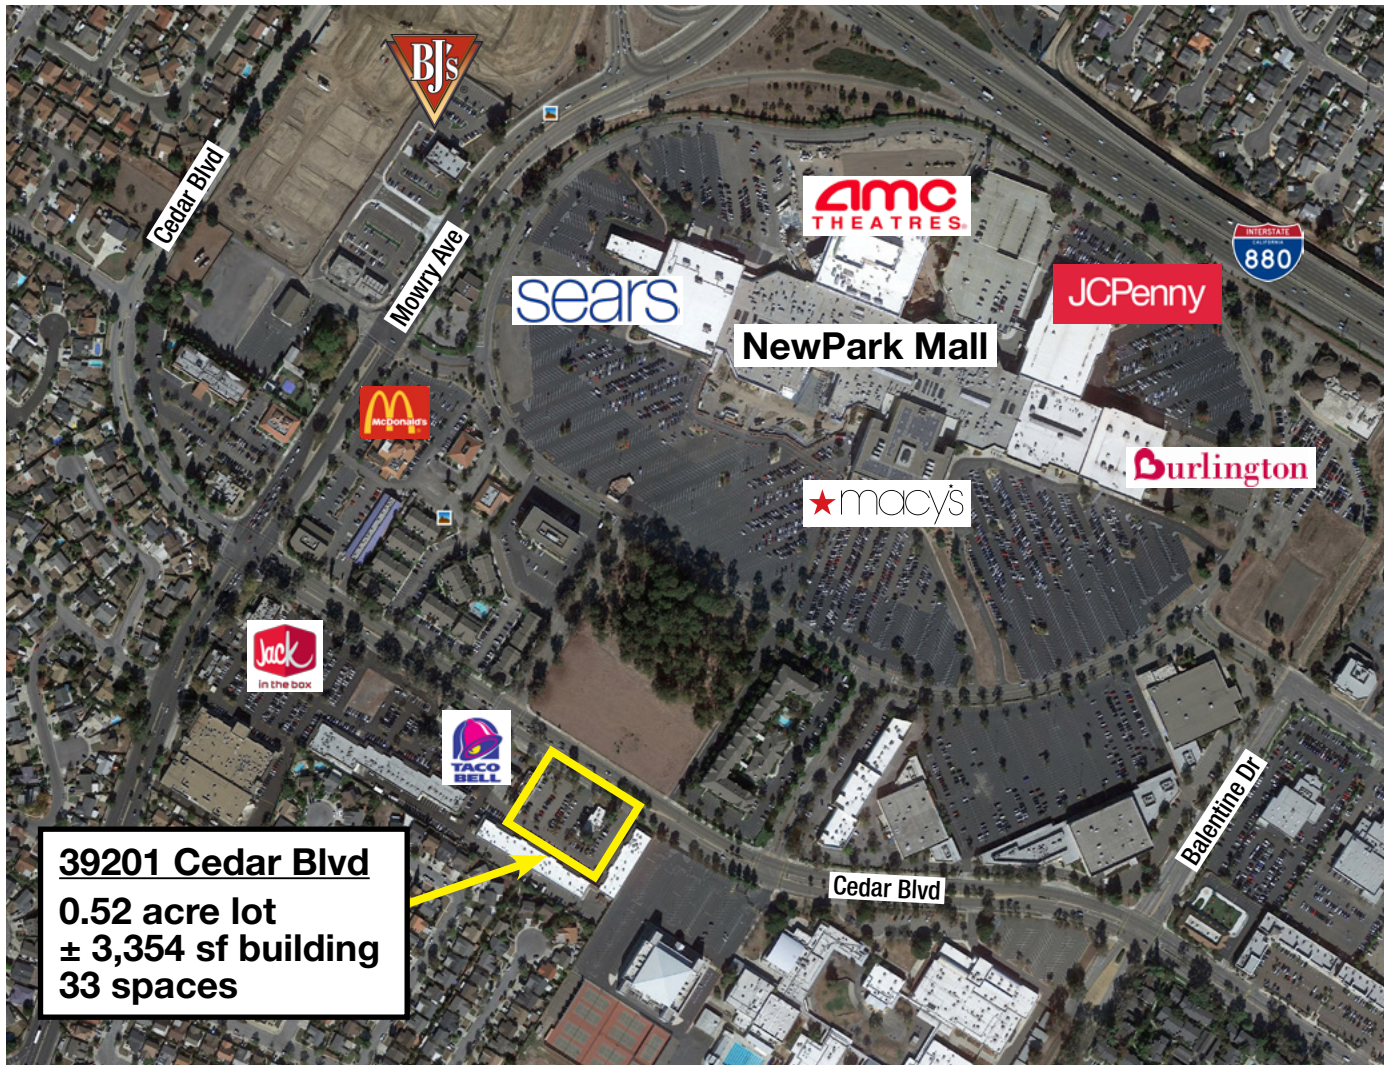 BJ's
Cedar Blvd
Mowry Ave
amc
THEATRES
INTERSTATE
CALIFORNIA
880
sears
JCPenny
NewPark Mall
McDonald's
Burlington
macy's
Jack
in the box
TACO
BELL
Balentine Dr
Cedar Blvd
39201 Cedar Blvd
0.52 acre lot
± 3,354 sf building
33 spaces